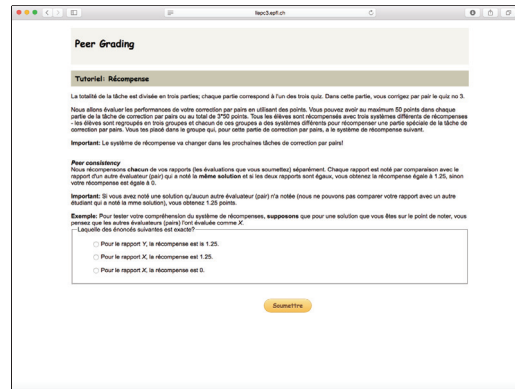 liapc3.epfl.ch
Peer Grading
Tutoriel: Récompense
La totalité de la tâche est divisée en trois parties; chaque partie correspond à l'un des trois quiz. Dans cette partie, vous corrigez par pair le quiz no 3.
Nous allons évaluer les performances de votre correction par pairs en utilisant des points. Vous pouvez avoir au maximum 50 points dans chaque
partie de la tâche de correction par paires ou au total de 3*50 points. Tous les élèves sont récompensés avec trois systèmes différents de récompenses
- les élèves sont regroupés en trois groupes et chacun de ces groupes a des systèmes différents pour récompenser une partie spéciale de la tâche de
correction par pairs. Vous tes placé dans le groupe qui, pour cette partie de correction par pairs, a le système de récompense suivant.
Important: Le système de récompense va changer dans les prochaines tâches de correction par pairs!
Peer consistency
Nous récompensons chacun de vos rapports (les évaluations que vous soumettez) séparément. Chaque rapport est noté par comparaison avec le
rapport d'un autre évaluateur (pair) qui a noté la même solution et si les deux rapports sont égaux, vous obtenez la récompense égale à 1.25, sinon
votre récompense est égale à 0.
Important: Si vous avez noté une solution qu'aucun autre évaluateur (pair) n'a notée (nous ne pouvons pas comparer votre rapport avec un autre
étudiant qui a noté la mme solution), vous obtenez 1.25 points.
Exemple: Pour tester votre compréhension du système de récompenses, supposons que pour une solution que vous êtes sur le point de noter, vous
pensez que les autres évaluateurs (pairs) l'ont évaluée comme X.
Laquelle des énoncés suivantes est exacte?
Pour le rapport Y, la récompense est is 1.25.
Pour le rapport X, la récompense est 1.25.
Pour le rapport X, la récompense est 0.
Soumettre